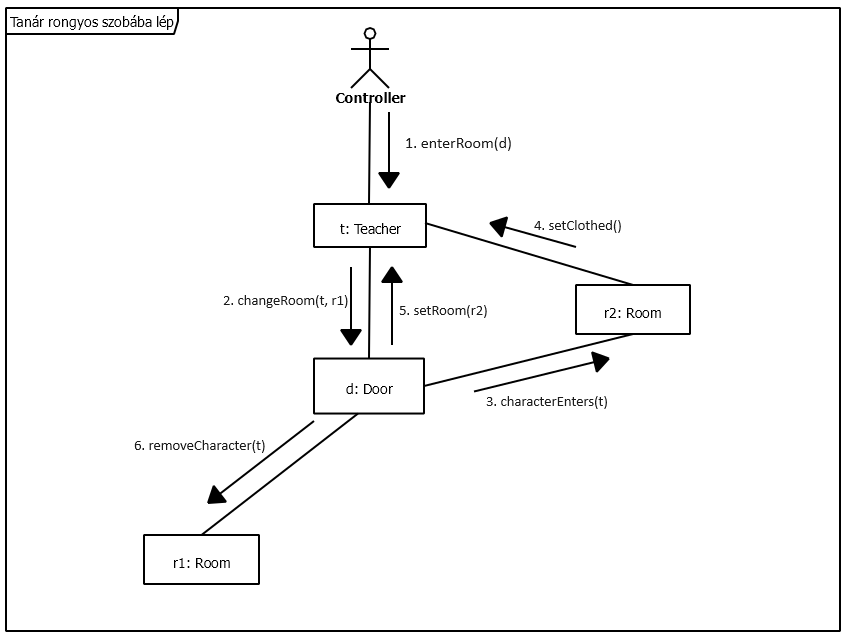 Tanár rongyos szobába lép
Controller
1. enterRoom(d)
t: Teacher
4. setClothed()
2. changeRoom(t, r1)
5. setRoom(r2)
r2: Room
d: Door
3. characterEnters(t)
6. removeCharacter(t)
r1: Room